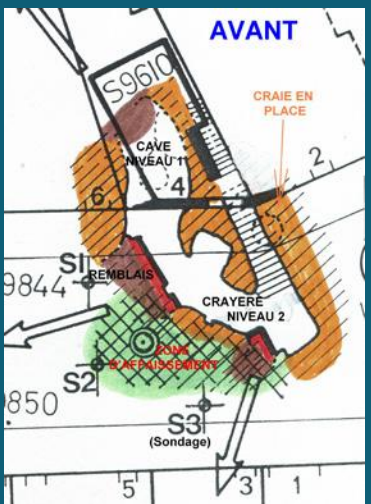 AVANT
S9610
CRAIE EN
PLACE
CAVE
NIVEAU 1
2
4
6
S1
REMBLAIS
9844
CRAYERE
NIVEAU 2
ZONE
D'AFFAISSEMENT
S2
S3
(Sondage)
9850
5
3
1